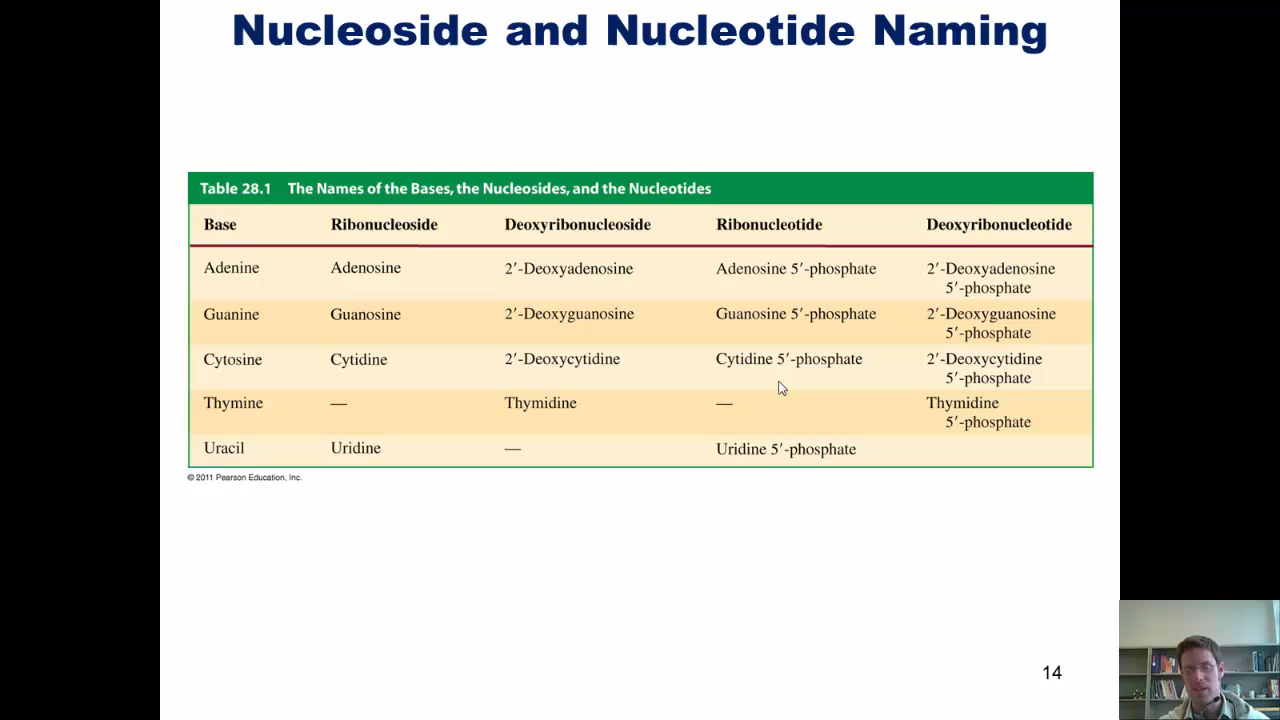 Nucleoside and Nucleotide Naming
Table 28.1 The Names of the Bases, the Nucleosides, and the Nucleotides
Base Ribonucleoside Deoxyribonucleoside Ribonucleotide Deoxyribonucleotide
Adenine Adenosine 2′-Deoxyadenosine Adenosine 5′-phosphate 2′-Deoxyadenosine
5′-phosphate
Guanine Guanosine 2′-Deoxyguanosine Guanosine 5′-phosphate 2′-Deoxyguanosine
5′-phosphate
Cytosine Cytidine 2′-Deoxycytidine Cytidine 5′-phosphate 2′-Deoxycytidine
5′-phosphate
Thymine — Thymidine — Thymidine
5′-phosphate
Uracil Uridine — Uridine 5′-phosphate
© 2011 Pearson Education, Inc.
14